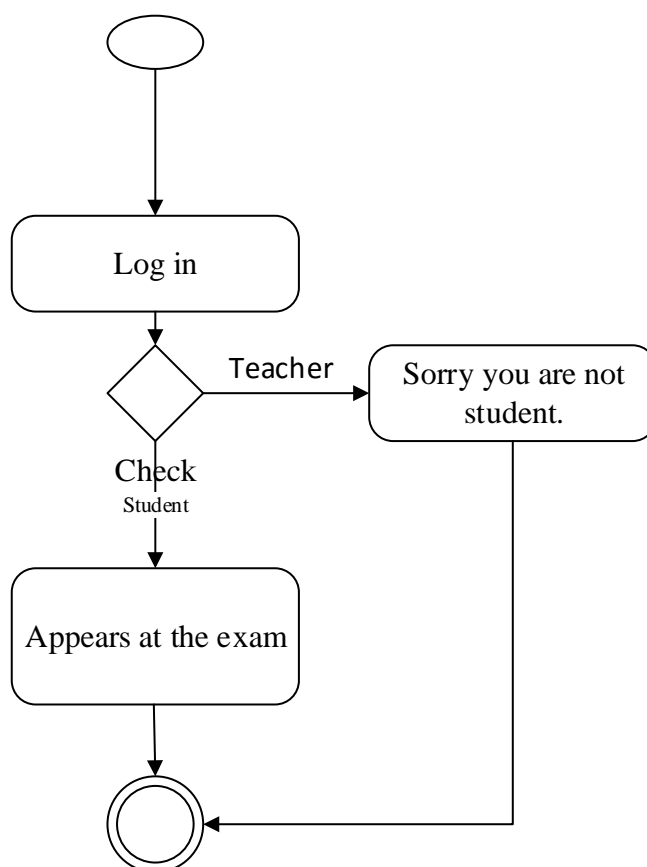 Log in
Teacher
Sorry you are not
student.
Check
Student
Appears at the exam